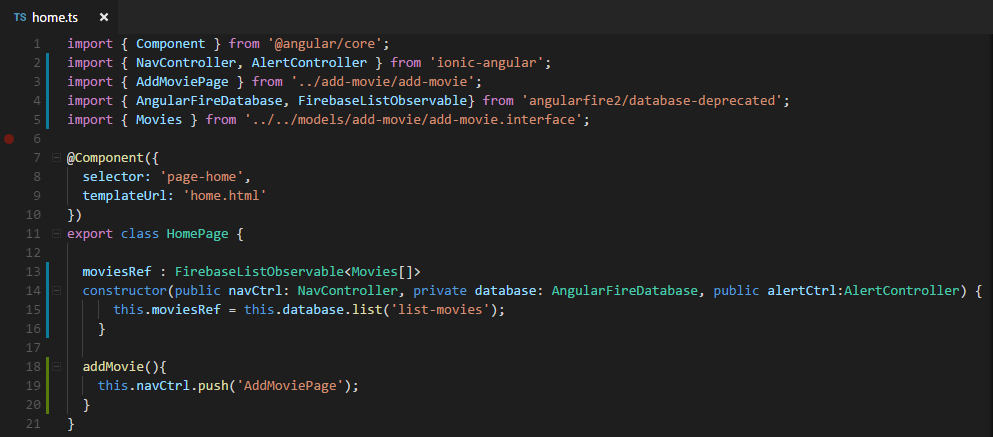 TS home.ts ×
1 import { Component } from '@angular/core';
2 import { NavController, AlertController } from 'ionic-angular';
3 import { AddMoviePage } from '../add-movie/add-movie';
4 import { AngularFireDatabase, FirebaseListObservable} from 'angularfire2/database-deprecated';
5 import { Movies } from '../../models/add-movie/add-movie.interface';
6
7 @Component({
8   selector: 'page-home',
9   templateUrl: 'home.html'
10 })
11 export class HomePage {
12
13   moviesRef : FirebaseListObservable<Movies[]>
14   constructor(public navCtrl: NavController, private database: AngularFireDatabase, public alertCtrl:AlertController) {
15       this.moviesRef = this.database.list('list-movies');
16     }
17
18   addMovie(){
19     this.navCtrl.push('AddMoviePage');
20   }
21 }